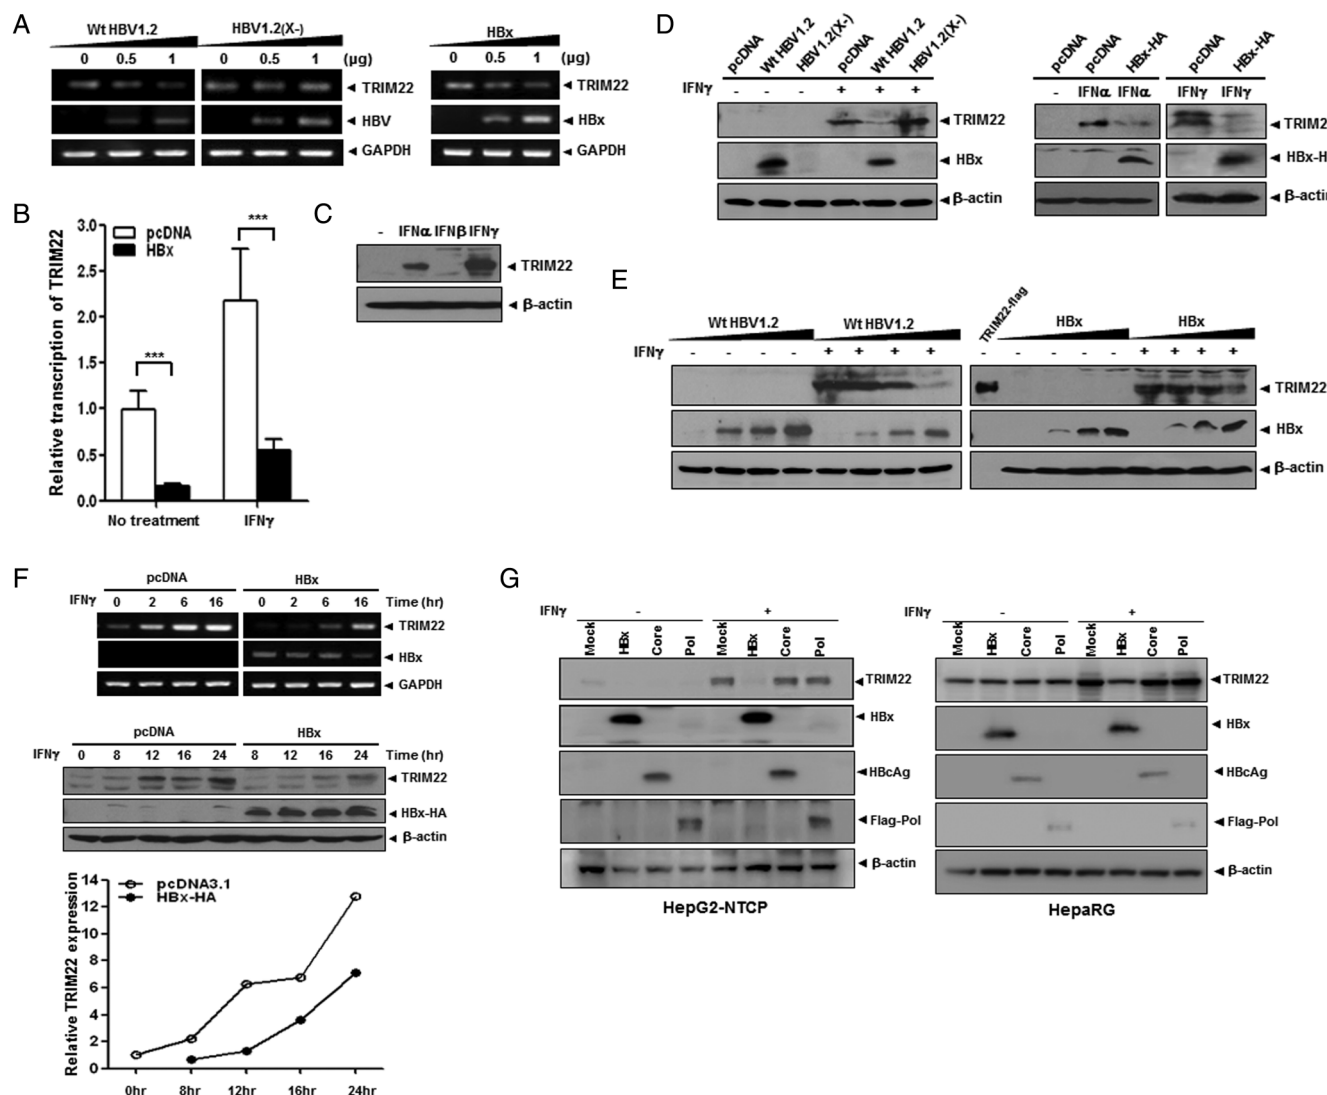 A
Wt HBV1.2 HBV1.2(X-) HBx
0 0.5 1 0 0.5 1 (µg) 0 0.5 1 (µg)
TRIM22 TRIM22
HBV HBx
GAPDH GAPDH
B
Relative transcription of TRIM22
3.0
2.5
2.0
1.5
1.0
0.5
0.0
pcDNA
HBx
***
***
No treatment IFNγ
C
- IFNα IFNβ IFNγ
TRIM22
β-actin
D
pcDNA Wt HBV1.2 HBV1.2(X-) pcDNA Wt HBV1.2 HBV1.2(X-)
IFNγ - - - + + +
TRIM22
HBx
β-actin
pcDNA pcDNA HBx-HA pcDNA HBx-HA
- IFNα IFNα IFNγ IFNγ
TRIM2
HBx-H
β-acti
E
Wt HBV1.2 Wt HBV1.2 TRIM22-flag HBx HBx
IFNγ - - - - + + + + - - - - - + + + +
TRIM22
HBx
β-actin
F
pcDNA HBx
IFNγ 0 2 6 16 0 2 6 16 Time (hr)
TRIM22
HBx
GAPDH
pcDNA HBx
IFNγ 0 8 12 16 24 8 12 16 24 Time (hr)
TRIM22
HBx-HA
β-actin
Relative TRIM22 expression
14
12
10
8
6
4
2
0
pcDNA3.1
HBx-HA
0hr 8hr 12hr 16hr 24hr
G
IFNγ - +
Mock HBx Core Pol Mock HBx Core Pol
TRIM22
HBx
HBcAg
Flag-Pol
β-actin
HepG2-NTCP
IFNγ - +
Mock HBx Core Pol Mock HBx Core Pol
TRIM22
HBx
HBcAg
Flag-Pol
β-actin
HepaRG